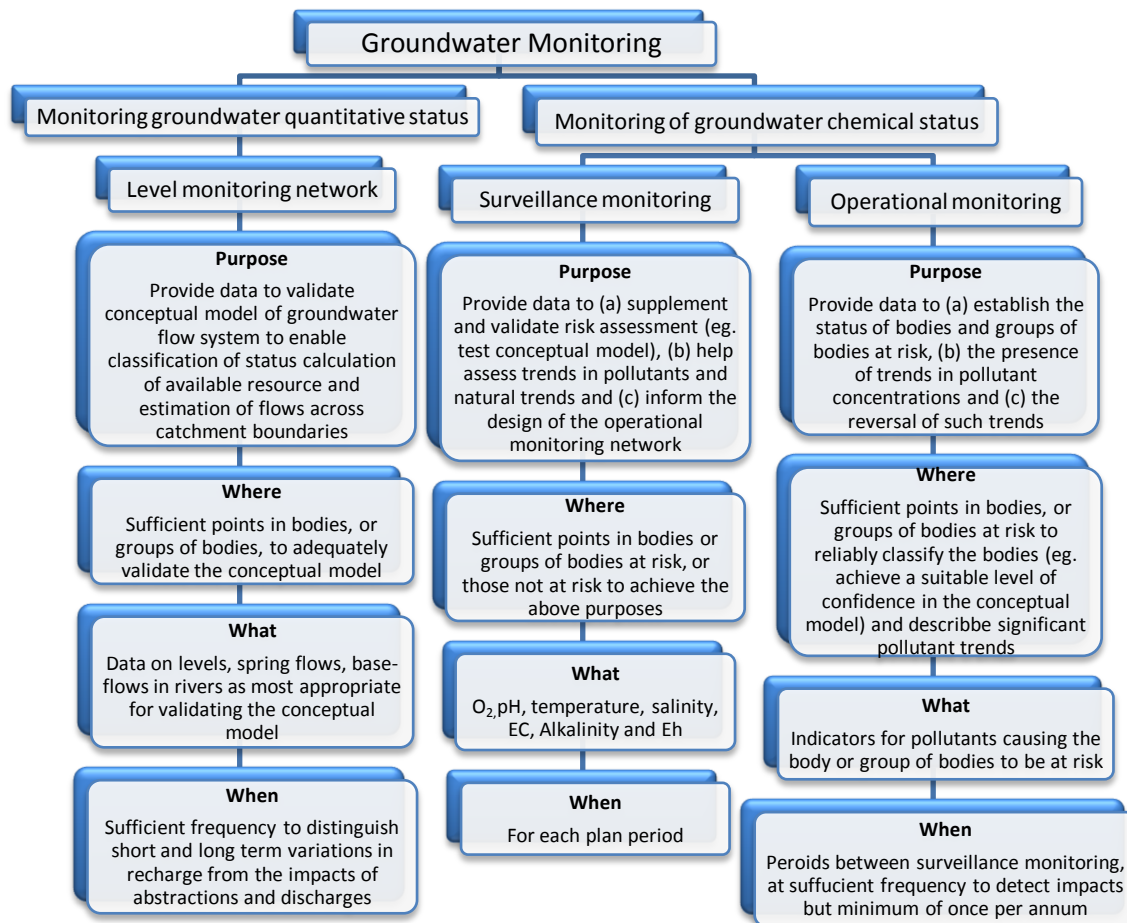 Groundwater Monitoring
Monitoring groundwater quantitative status
Monitoring of groundwater chemical status
Level monitoring network
Surveillance monitoring
Operational monitoring
Purpose
Provide data to validate
conceptual model of groundwater
flow system to enable
classification of status calculation
of available resource and
estimation of flows across
catchment boundaries
Where
Sufficient points in bodies, or
groups of bodies, to adequately
validate the conceptual model
What
Data on levels, spring flows, base-
flows in rivers as most appropriate
for validating the conceptual
model
When
Sufficient frequency to distinguish
short and long term variations in
recharge from the impacts of
abstractions and discharges
Purpose
Provide data to (a) supplement
and validate risk assessment (eg.
test conceptual model), (b) help
assess trends in pollutants and
natural trends and (c) inform the
design of the operational
monitoring network
Where
Sufficient points in bodies or
groups of bodies at risk, or
those not at risk to achieve the
above purposes
What
O₂,pH, temperature, salinity,
EC, Alkalinity and Eh
When
For each plan period
Purpose
Provide data to (a) establish the
status of bodies and groups of
bodies at risk, (b) the presence
of trends in pollutant
concentrations and (c) the
reversal of such trends
Where
Sufficient points in bodies, or
groups of bodies at risk to
reliably classify the bodies (eg.
achieve a suitable level of
confidence in the conceptual
model) and describbe significant
pollutant trends
What
Indicators for pollutants causing the
body or group of bodies to be at risk
When
Peroids between surveillance monitoring,
at suffucient frequency to detect impacts
but minimum of once per annum